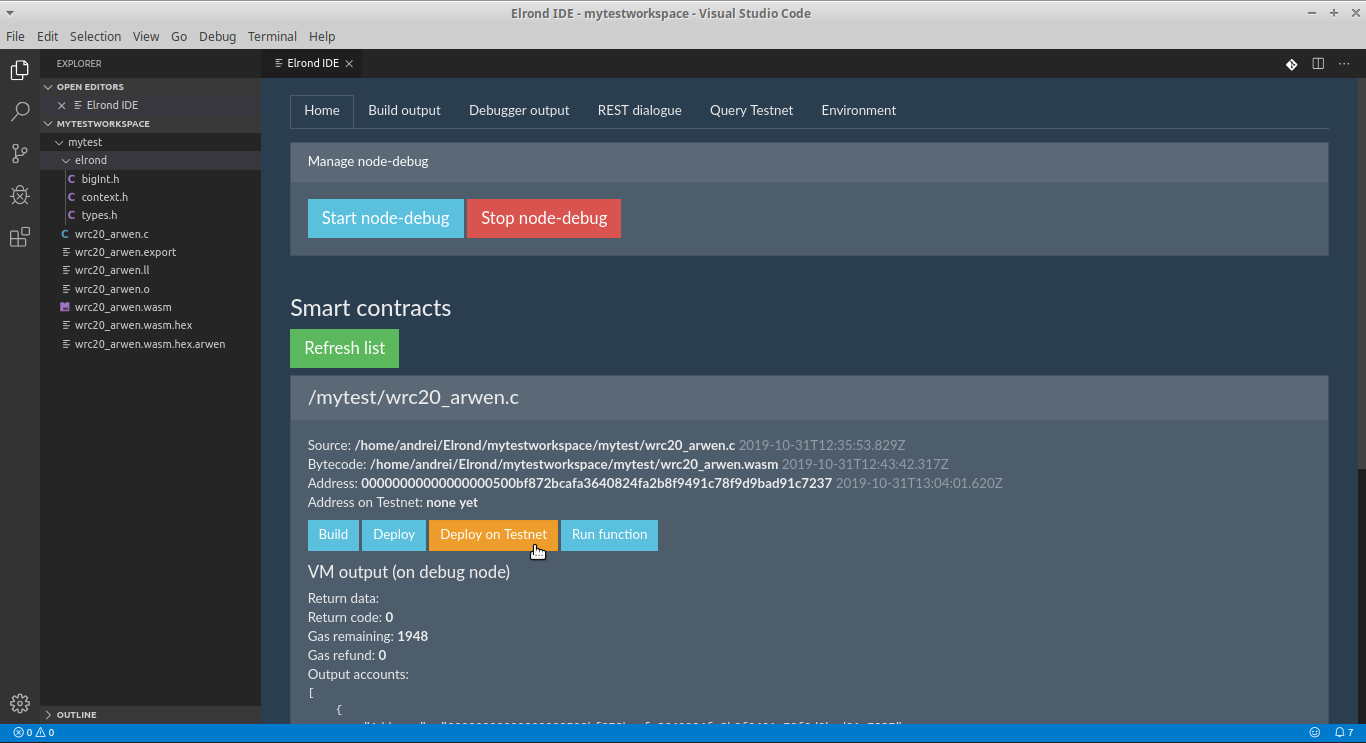 Elrond IDE - mytestworkspace - Visual Studio Code
File Edit Selection View Go Debug Terminal Help
EXPLORER
OPEN EDITORS
Elrond IDE
MYTESTWORKSPACE
mytest
elrond
C bigInt.h
C context.h
C types.h
C wrc20_arwen.c
wrc20_arwen.export
wrc20_arwen.ll
wrc20_arwen.o
wrc20_arwen.wasm
wrc20_arwen.wasm.hex
wrc20_arwen.wasm.hex.arwen
OUTLINE
Elrond IDE
Home Build output Debugger output REST dialogue Query Testnet Environment
Manage node-debug
Start node-debug Stop node-debug
Smart contracts
Refresh list
/mytest/wrc20_arwen.c
Source: /home/andrei/Elrond/mytestworkspace/mytest/wrc20_arwen.c 2019-10-31T12:35:53.829Z
Bytecode: /home/andrei/Elrond/mytestworkspace/mytest/wrc20_arwen.wasm 2019-10-31T12:43:42.317Z
Address: 00000000000000000500bf872bcafa3640824fa2b8f9491c78f9d9bad91c7237 2019-10-31T13:04:01.620Z
Address on Testnet: none yet
Build Deploy Deploy on Testnet Run function
VM output (on debug node)
Return data:
Return code: 0
Gas remaining: 1948
Gas refund: 0
Output accounts:
[
{
0 0 7